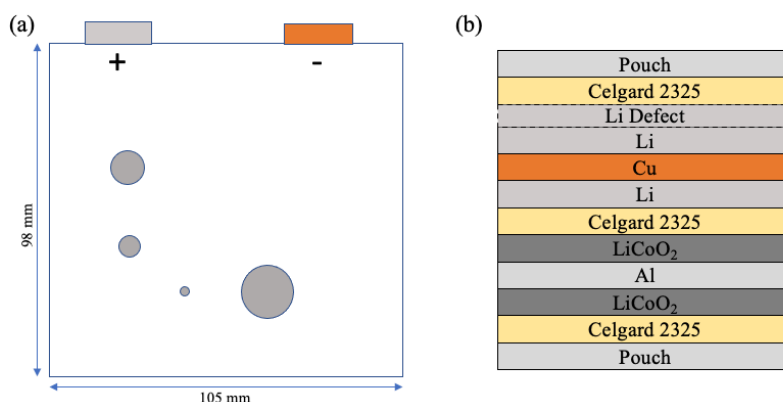 (a)
+
-
98 mm
105 mm
(b)
Pouch
Celgard 2325
Li Defect
Li
Cu
Li
Celgard 2325
LiCoO₂
Al
LiCoO₂
Celgard 2325
Pouch